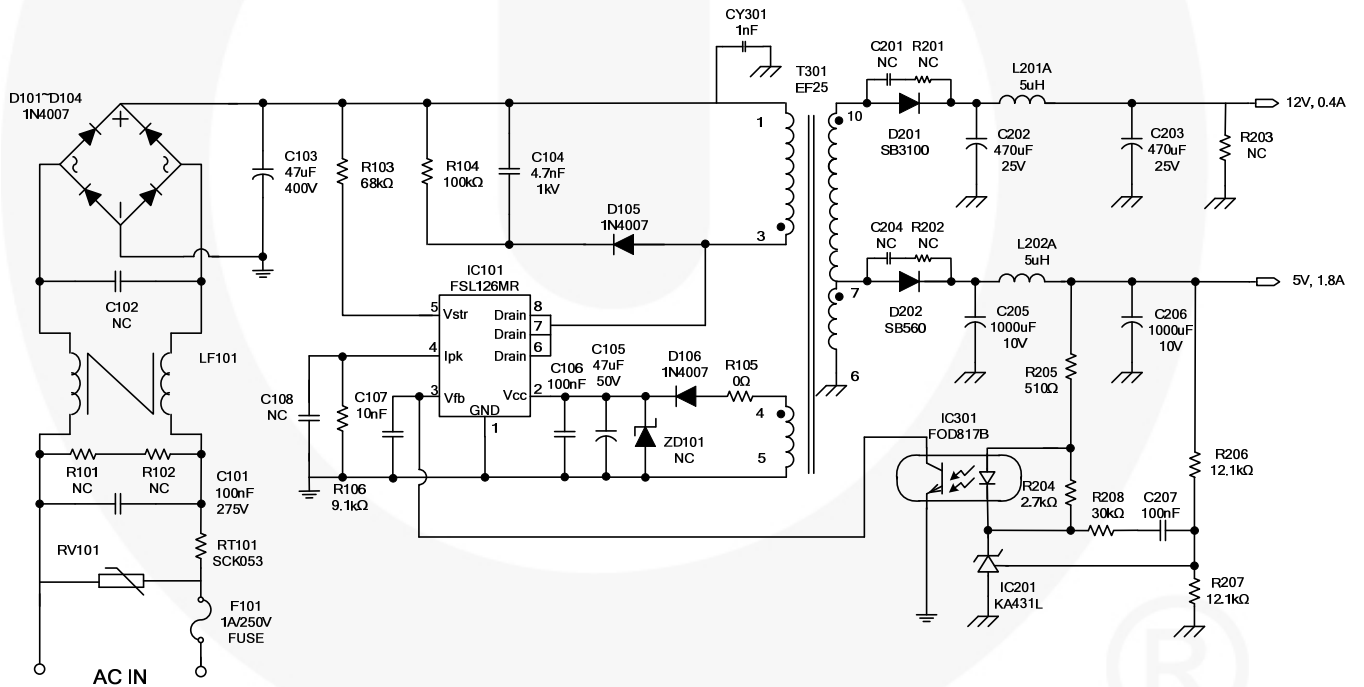 CY301
1nF
C201 R201
NC NC
L201A
5uH
T301
EF25
D101~D104
1N4007
12V, 0.4A
1
10
D201
SB3100
C202
470uF
25V
C203
470uF
25V
R203
NC
C103
47uF
400V
R103
68kΩ
R104
100kΩ
C104
4.7nF
1kV
D105
1N4007
3
C204 R202
NC NC
L202A
5uH
5V, 1.8A
7
D202
SB560
C205
1000uF
10V
C206
1000uF
10V
IC101
FSL126MR
5 Vstr
Drain 8
Drain 7
Drain 6
4 Ipk
3 Vfb
Vcc 2
GND
1
C102
NC
LF101
C108
NC
C107
10nF
C106
100nF
C105
47uF
50V
D106
1N4007
R105
0Ω
ZD101
NC
4
5
6
R205
510Ω
IC301
FOD817B
R101
NC
R102
NC
C101
100nF
275V
R106
9.1kΩ
R204
2.7kΩ
R208
30kΩ
C207
100nF
R206
12.1kΩ
RT101
SCK053
RV101
IC201
KA431L
R207
12.1kΩ
F101
1A/250V
FUSE
AC IN
®